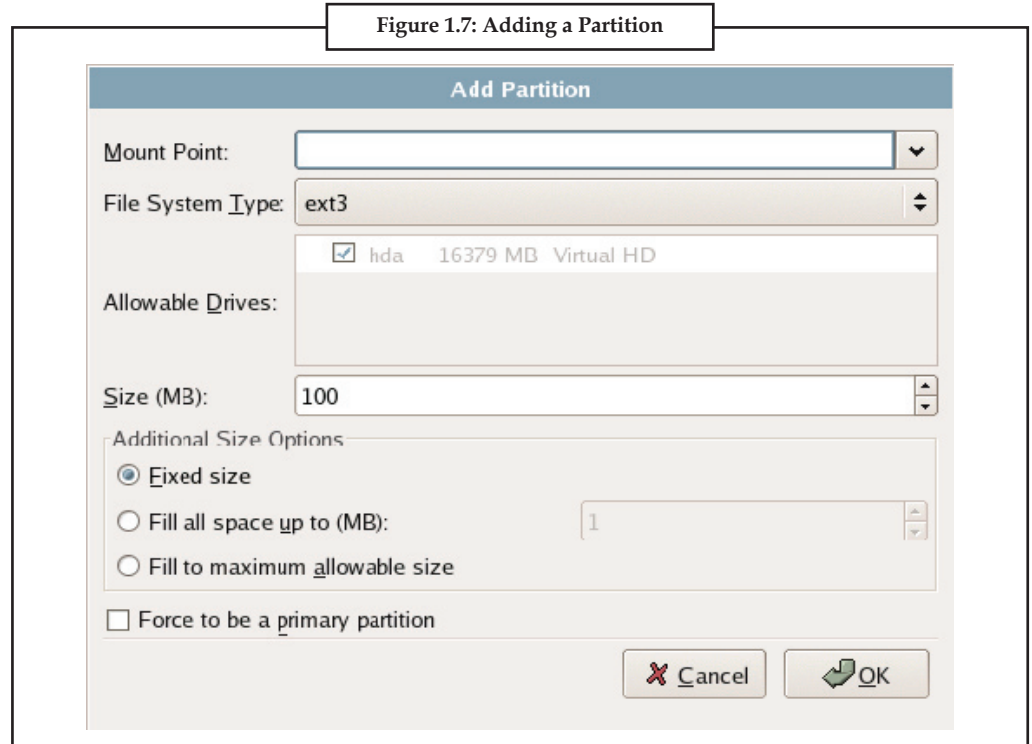 Figure 1.7: Adding a Partition
Add Partition
Mount Point:
File System Type: ext3
hda 16379 MB Virtual HD
Allowable Drives:
Size (MB): 100
Additional Size Options
Fixed size
Fill all space up to (MB): 1
Fill to maximum allowable size
Force to be a primary partition
Cancel OK